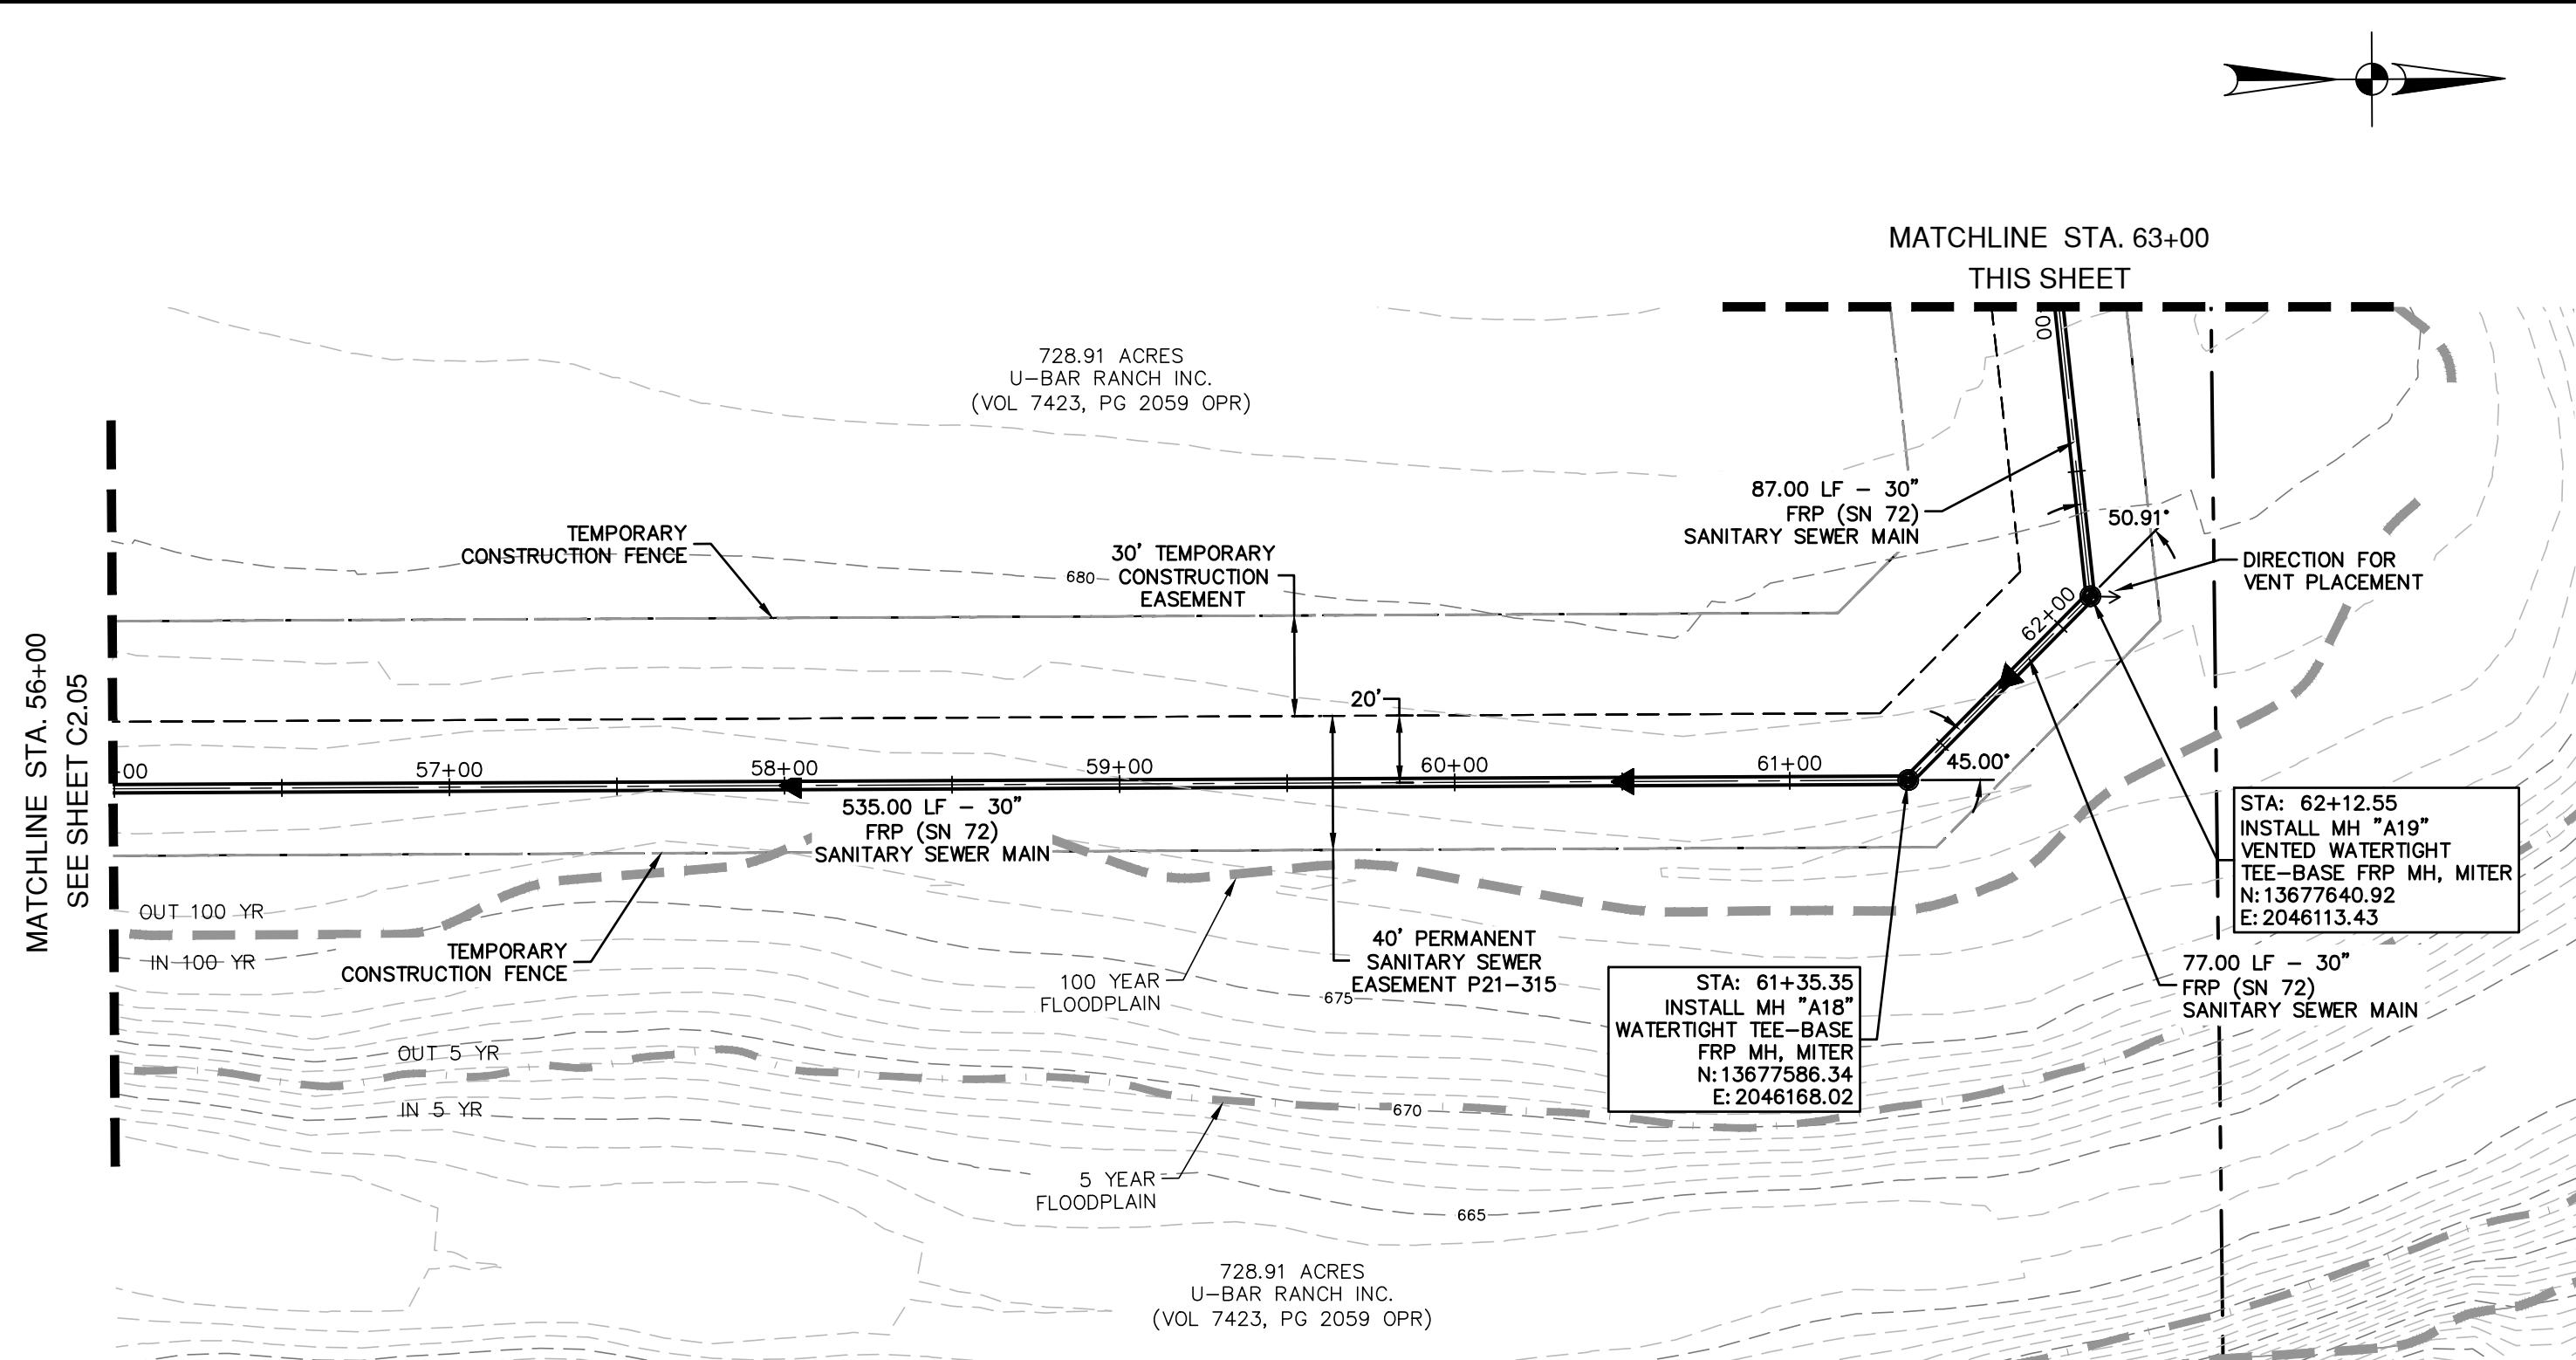 MATCHLINE STA. 63+00
THIS SHEET
00
728.91 ACRES
U-BAR RANCH INC.
(VOL 7423, PG 2059 OPR)
87.00 LF - 30"
FRP (SN 72)
SANITARY SEWER MAIN
50.91°
DIRECTION FOR
VENT PLACEMENT
TEMPORARY
CONSTRUCTION FENCE
30' TEMPORARY
CONSTRUCTION
EASEMENT
680
62+00
MATCHLINE STA. 56+00
SEE SHEET C2.05
20'
+00
57+00
58+00
59+00
60+00
61+00
45.00°
535.00 LF - 30"
FRP (SN 72)
SANITARY SEWER MAIN
STA: 62+12.55
INSTALL MH "A19"
VENTED WATERTIGHT
TEE-BASE FRP MH, MITER
N:13677640.92
E:2046113.43
OUT 100 YR
IN 100 YR
TEMPORARY
CONSTRUCTION FENCE
100 YEAR
FLOODPLAIN
40' PERMANENT
SANITARY SEWER
EASEMENT P21-315
675
STA: 61+35.35
INSTALL MH "A18"
WATERTIGHT TEE-BASE
FRP MH, MITER
N:13677586.34
E:2046168.02
77.00 LF - 30"
FRP (SN 72)
SANITARY SEWER MAIN
OUT 5 YR
IN 5 YR
670
5 YEAR
FLOODPLAIN
665
728.91 ACRES
U-BAR RANCH INC.
(VOL 7423, PG 2059 OPR)